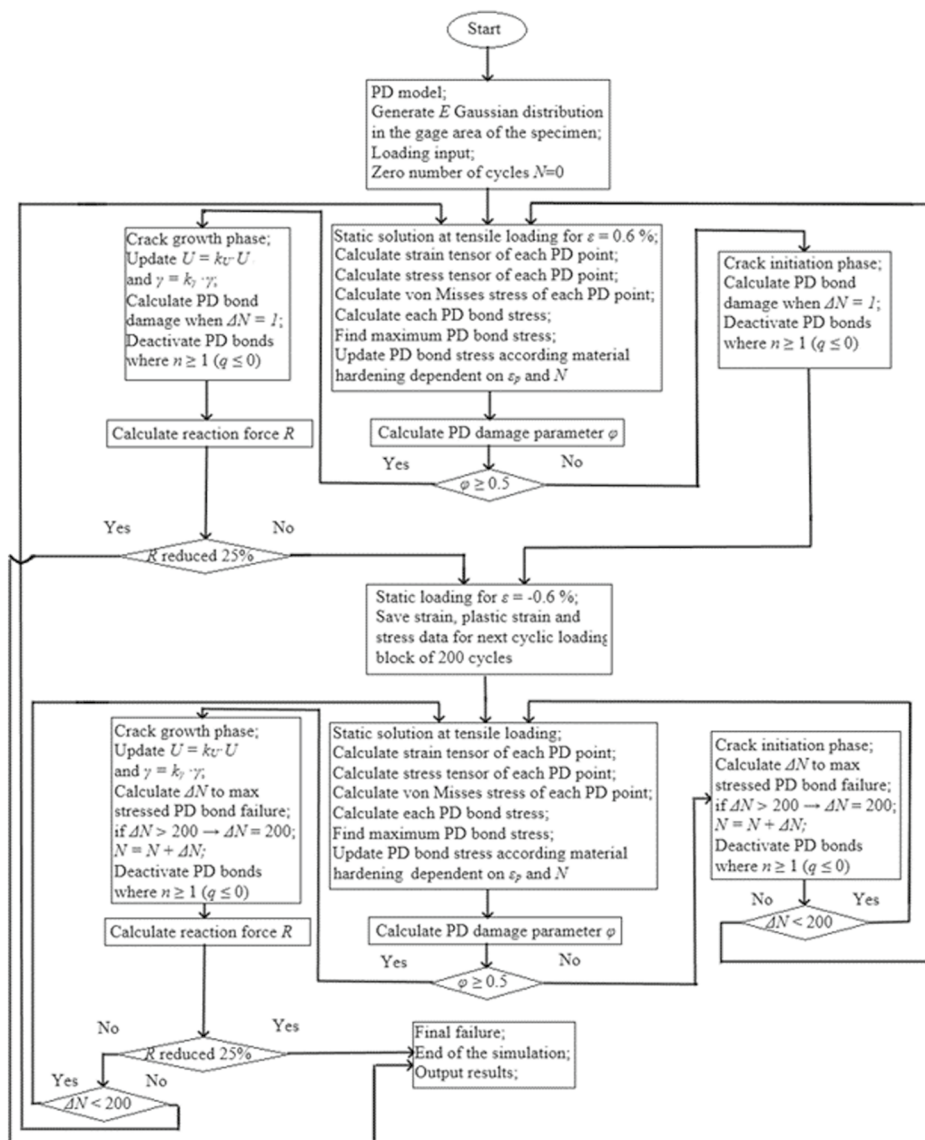 Start
PD model;
Generate E Gaussian distribution
in the gage area of the specimen;
Loading input;
Zero number of cycles N=0
Crack growth phase;
Update U = kU· U
and γ = kγ ·γ;
Calculate PD bond
damage when ΔN = 1;
Deactivate PD bonds
where n ≥ 1 (q ≤ 0)
Static solution at tensile loading for ε = 0.6 %;
Calculate strain tensor of each PD point;
Calculate stress tensor of each PD point;
Calculate von Misses stress of each PD point;
Calculate each PD bond stress;
Find maximum PD bond stress;
Update PD bond stress according material
hardening dependent on εp and N
Crack initiation phase;
Calculate PD bond
damage when ΔN = 1;
Deactivate PD bonds
where n ≥ 1 (q ≤ 0)
Calculate reaction force R
Calculate PD damage parameter φ
Yes
No
φ ≥ 0.5
Yes
No
R reduced 25%
Static loading for ε = -0.6 %;
Save strain, plastic strain and
stress data for next cyclic loading
block of 200 cycles
Crack growth phase;
Update U = kU· U
and γ = kγ ·γ;
Calculate ΔN to max
stressed PD bond failure;
if ΔN > 200 → ΔN = 200;
N = N + ΔN;
Deactivate PD bonds
where n ≥ 1 (q ≤ 0)
Static solution at tensile loading;
Calculate strain tensor of each PD point;
Calculate stress tensor of each PD point;
Calculate von Misses stress of each PD point;
Calculate each PD bond stress;
Find maximum PD bond stress;
Update PD bond stress according material
hardening dependent on εp and N
Crack initiation phase;
Calculate ΔN to max
stressed PD bond failure;
if ΔN > 200 → ΔN = 200;
N = N + ΔN;
Deactivate PD bonds
where n ≥ 1 (q ≤ 0)
No
Yes
ΔN < 200
Calculate reaction force R
Calculate PD damage parameter φ
Yes
No
φ ≥ 0.5
No
Yes
R reduced 25%
Final failure;
End of the simulation;
Output results;
Yes
No
ΔN < 200